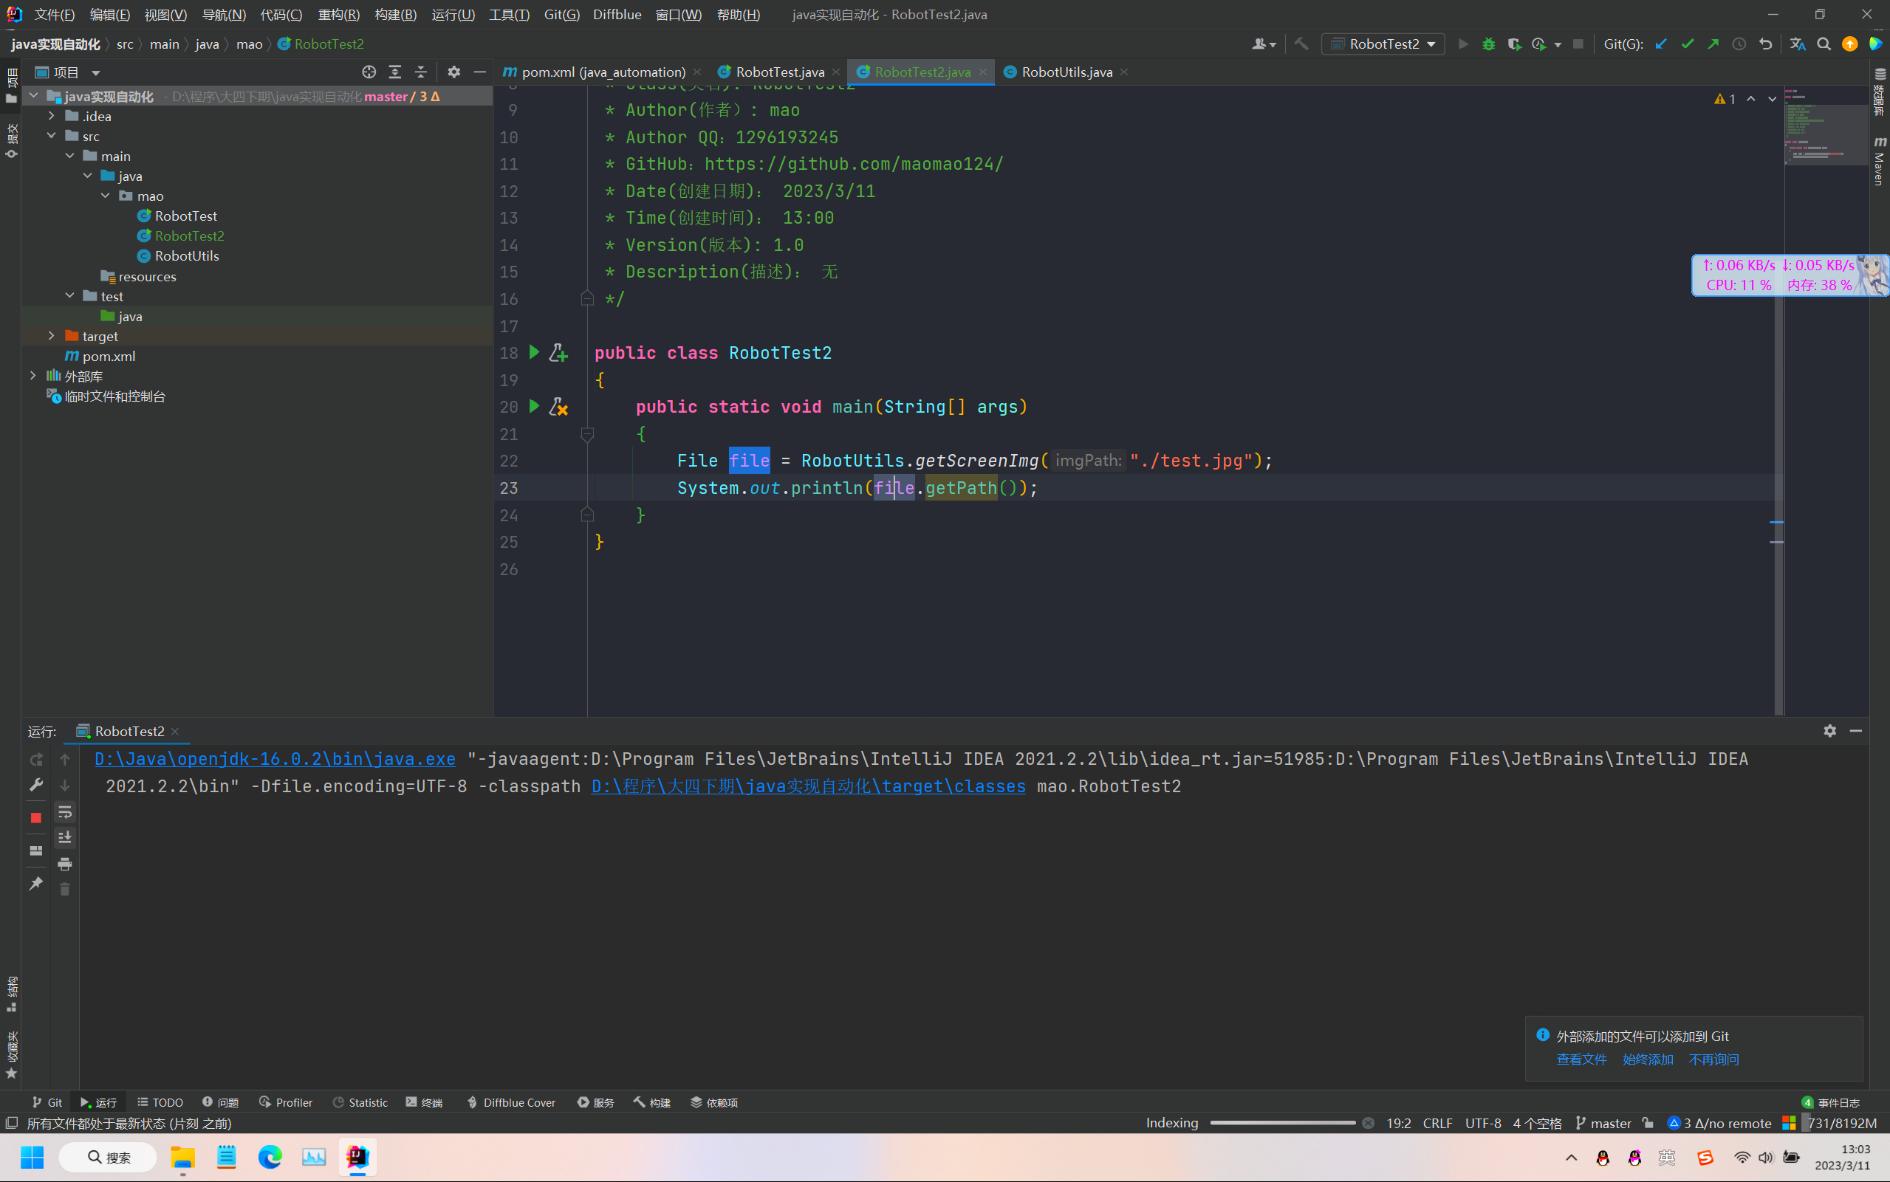 文件(F) 编辑(E) 视图(V) 导航(N) 代码(C) 重构(R) 构建(B) 运行(U) 工具(T) Git(G) Diffblue 窗口(W) 帮助(H) java实现自动化 - RobotTest2.java
java实现自动化 src main java mao RobotTest2
RobotTest2 Git(G):
项目
pom.xml (java_automation) RobotTest.java RobotTest2.java RobotUtils.java
java实现自动化 - D:\程序\大四下期\java实现自动化 master / 3 Δ
.idea
src
main
java
mao
RobotTest
RobotTest2
RobotUtils
resources
test
java
target
pom.xml
外部库
临时文件和控制台
项目
提交
结构
收藏夹
数据库
Maven
1
9 * Author(作者）: mao
10 * Author QQ：1296193245
11 * GitHub：https://github.com/maomao124/
12 * Date(创建日期)： 2023/3/11
13 * Time(创建时间)： 13:00
14 * Version(版本): 1.0
15 * Description(描述)： 无
16 */
17
18 public class RobotTest2
19 {
20 public static void main(String[] args)
21 {
22 File file = RobotUtils.getScreenImg( imgPath: "./test.jpg");
23 System.out.println(file.getPath());
24 }
25 }
26
↑: 0.06 KB/s ↓: 0.05 KB/s
CPU: 11 % 内存: 38 %
运行: RobotTest2
D:\Java\openjdk-16.0.2\bin\java.exe "-javaagent:D:\Program Files\JetBrains\IntelliJ IDEA 2021.2.2\lib\idea_rt.jar=51985:D:\Program Files\JetBrains\IntelliJ IDEA
2021.2.2\bin" -Dfile.encoding=UTF-8 -classpath D:\程序\大四下期\java实现自动化\target\classes mao.RobotTest2
外部添加的文件可以添加到 Git
查看文件 始终添加 不再询问
Git 运行 TODO 问题 Profiler Statistic 终端 Diffblue Cover 服务 构建 依赖项 4 事件日志
所有文件都处于最新状态 (片刻 之前) Indexing 19:2 CRLF UTF-8 4 个空格 master 3 Δ/no remote 731/8192M
搜索 英 13:03
2023/3/11